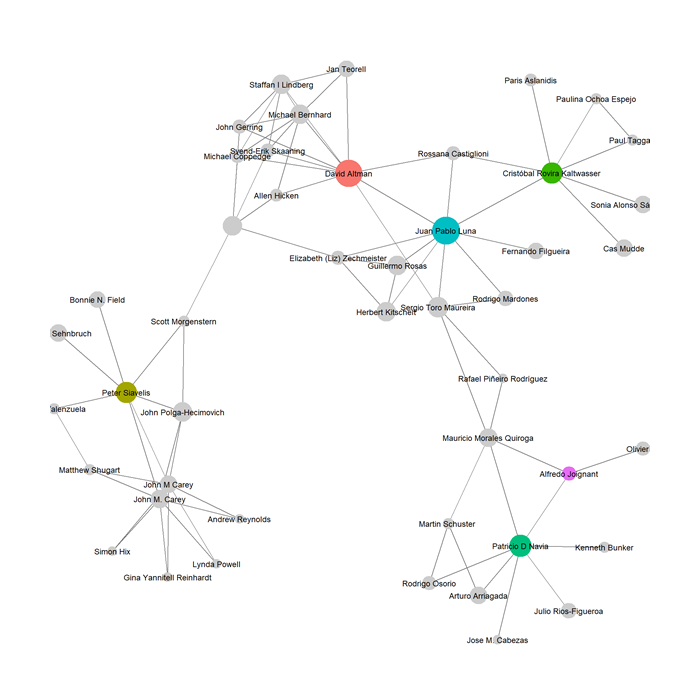 Jan Teorell
Staffan I Lindberg
Paris Aslanidis
Paulina Ochoa Espejo
Michael Bernhard
John Gerring
Paul Tagga
Svend-Erik Skaaning
Michael Coppedge
Rossana Castiglioni
David Altman
Cristóbal Rovira Kaltwasser
Allen Hicken
Sonia Alonso Sá
Juan Pablo Luna
Cas Mudde
Fernando Filgueira
Elizabeth (Liz) Zechmeister
Guillermo Rosas
Bonnie N. Field
Rodrigo Mardones
Sergio Toro Maureira
Herbert Kitschelt
Scott Morgenstern
Sehnbruch
Rafael Piñeiro Rodríguez
Peter Siavelis
'alenzuela
John Polga-Hecimovich
Mauricio Morales Quiroga
Olivier
Matthew Shugart
Alfredo Joignant
John M Carey
John M. Carey
Andrew Reynolds
Martin Schuster
Patricio D Navia
Kenneth Bunker
Simon Hix
Lynda Powell
Gina Yannitell Reinhardt
Rodrigo Osorio
Arturo Arriagada
Julio Rios-Figueroa
Jose M. Cabezas